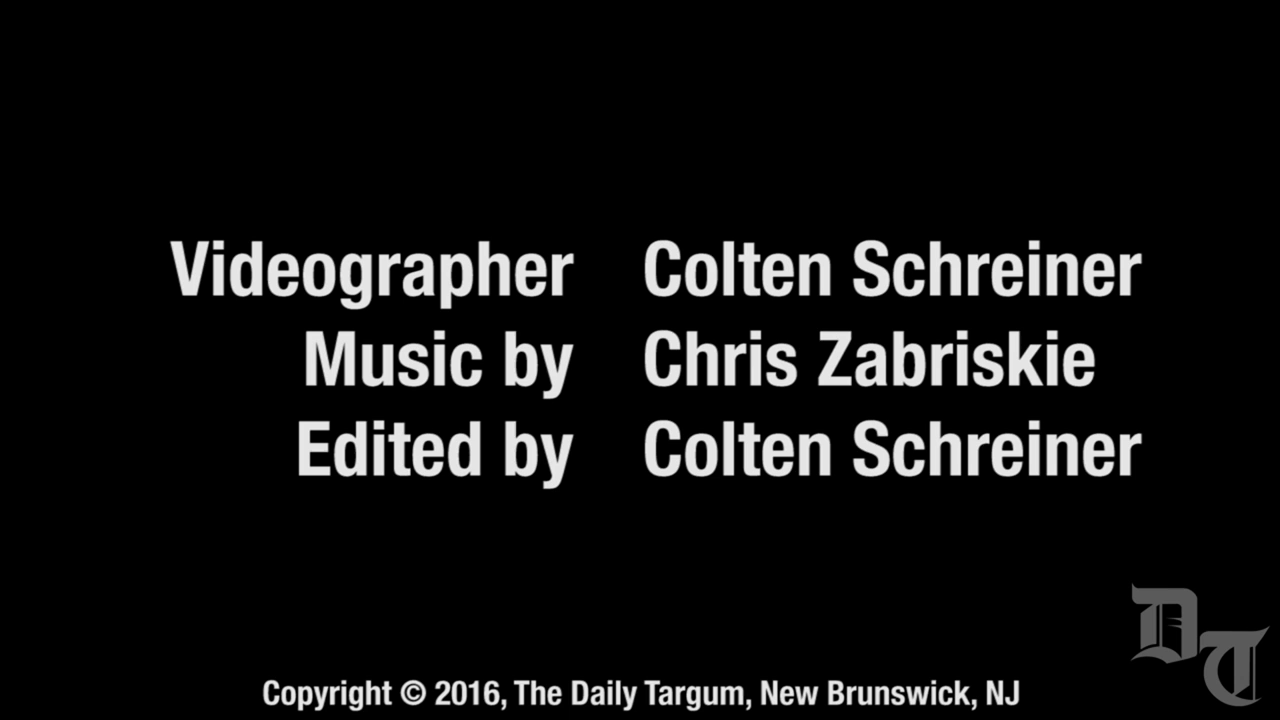 Videographer Colten Schreiner
Music by Chris Zabriskie
Edited by Colten Schreiner
DT
Copyright © 2016, The Daily Targum, New Brunswick, NJ